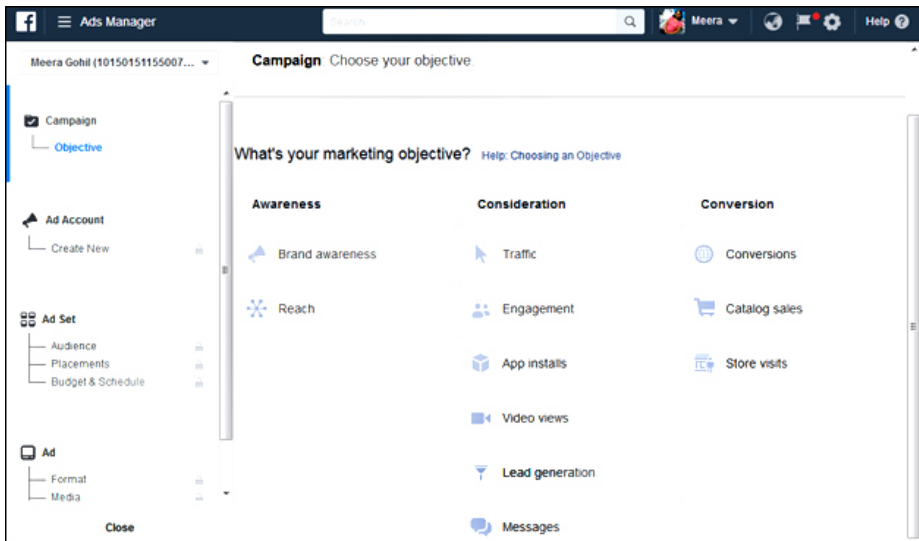 f Ads Manager Search Meera Help
Meera Gohil (10150151155007...
Campaign
Objective
Ad Account
Create New
Ad Set
Audience
Placements
Budget & Schedule
Ad
Format
Media
Close
Campaign: Choose your objective.
What's your marketing objective? Help: Choosing an Objective
Awareness Consideration Conversion
Brand awareness Traffic Conversions
Reach Engagement Catalog sales
App installs Store visits
Video views
Lead generation
Messages